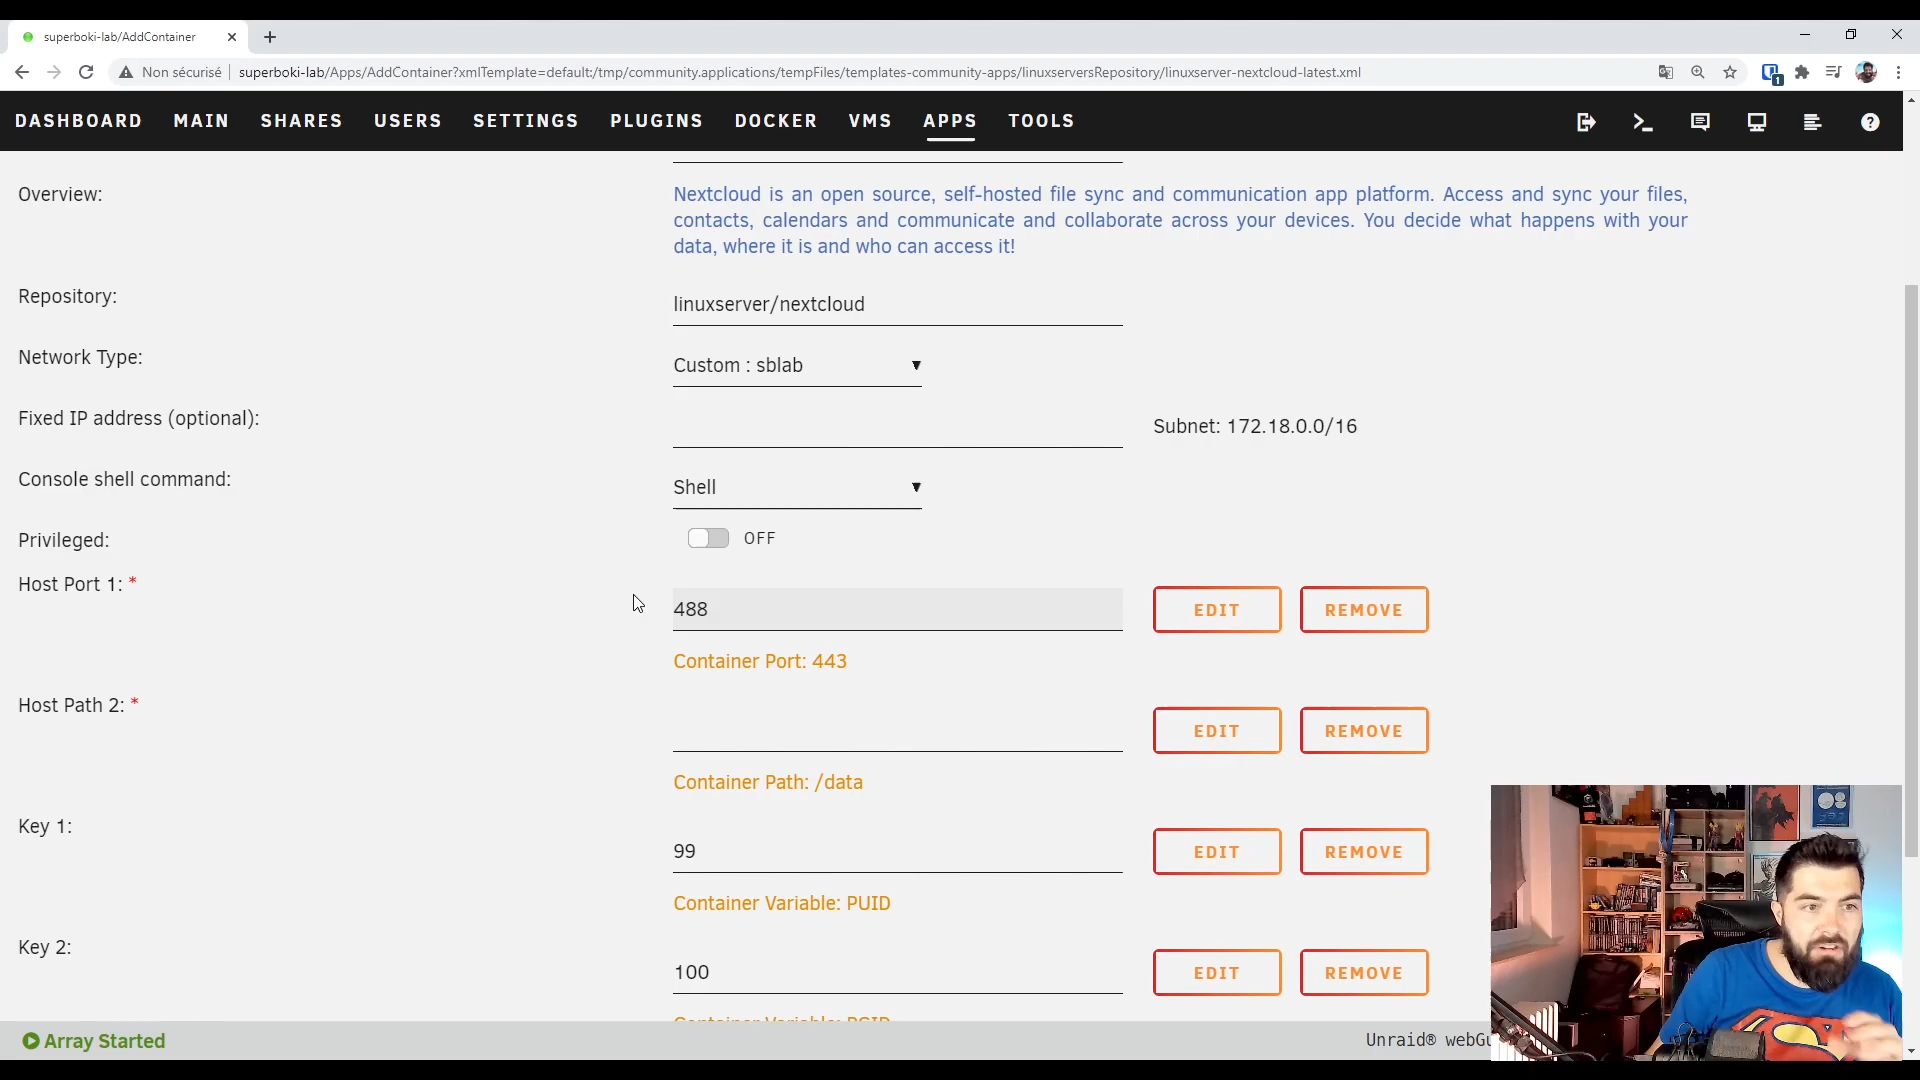 superboki-lab/AddContainer
Non sécurisé
superboki-lab/Apps/AddContainer?xmlTemplate=default:/tmp/community.applications/tempFiles/templates-community-apps/linuxserversRepository/linuxserver-nextcloud-latest.xml
1
DASHBOARD MAIN SHARES USERS SETTINGS PLUGINS DOCKER VMS APPS TOOLS
Overview:
Nextcloud is an open source, self-hosted file sync and communication app platform. Access and sync your files,
contacts, calendars and communicate and collaborate across your devices. You decide what happens with your
data, where it is and who can access it!
Repository:
linuxserver/nextcloud
Network Type:
Custom : sblab
Fixed IP address (optional):
Subnet: 172.18.0.0/16
Console shell command:
Shell
Privileged:
OFF
Host Port 1: *
488
EDIT REMOVE
Container Port: 443
Host Path 2: *
EDIT REMOVE
Container Path: /data
Key 1:
99
EDIT REMOVE
Container Variable: PUID
Key 2:
100
EDIT REMOVE
Container Variable: PGID
Array Started
Unraid® webGu